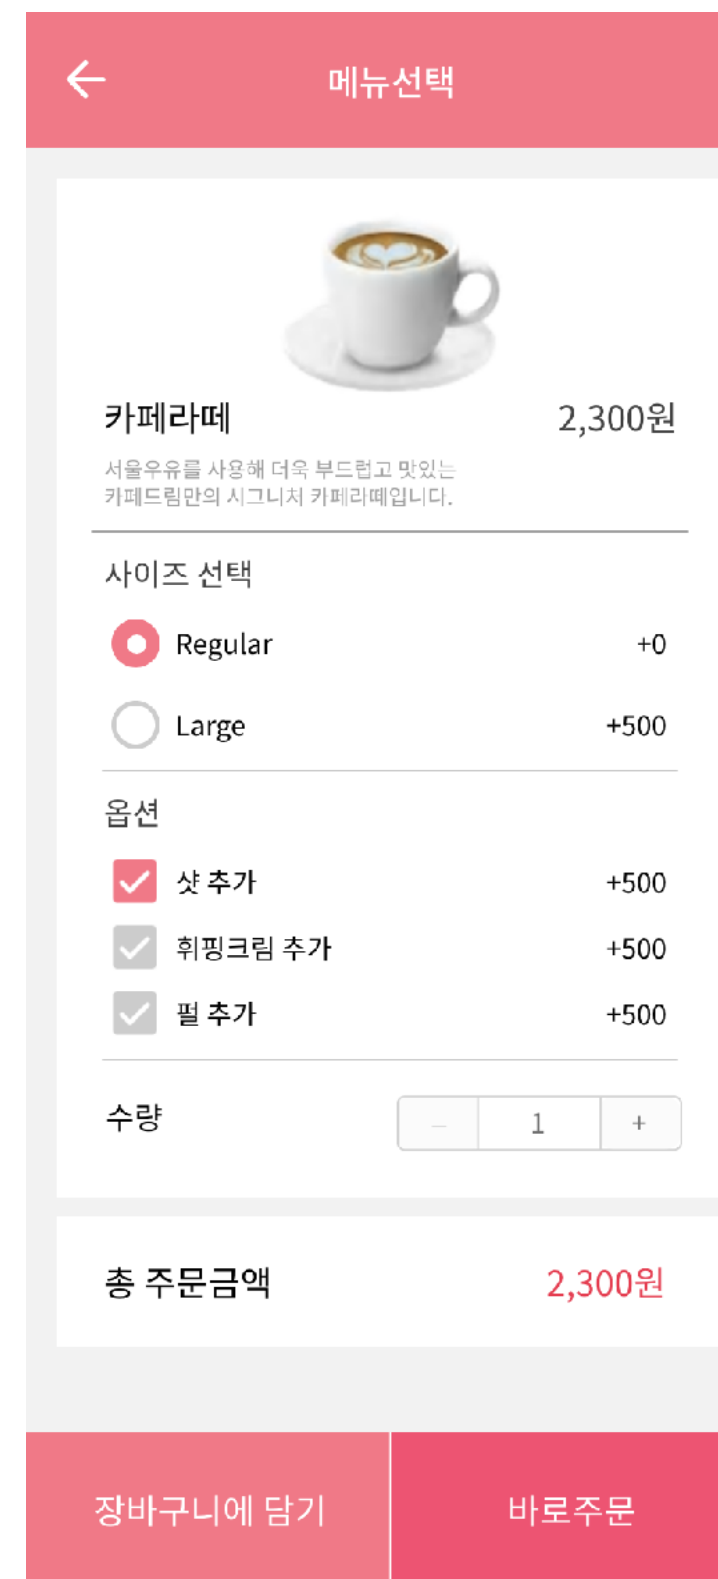 메뉴선택
카페라떼 2,300원
서울우유를 사용해 더욱 부드럽고 맛있는
카페드림만의 시그니처 카페라떼입니다.
사이즈 선택
Regular +0
Large +500
옵션
샷 추가 +500
휘핑크림 추가 +500
펄 추가 +500
수량 – 1 +
총 주문금액 2,300원
장바구니에 담기 바로주문